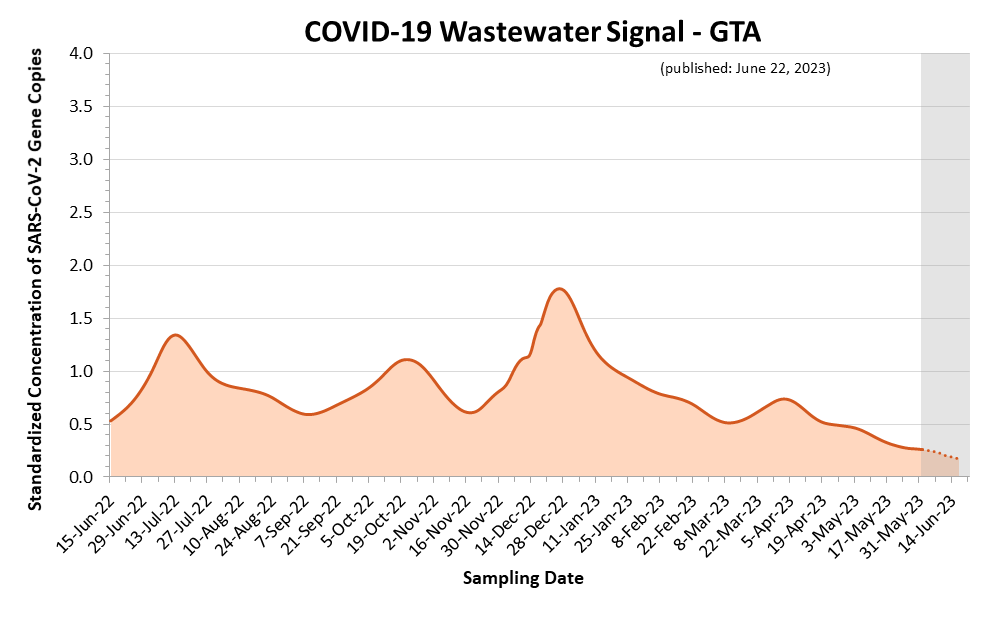 COVID-19 Wastewater Signal - GTA
(published: June 22, 2023)
Standardized Concentration of SARS-CoV-2 Gene Copies
4.0
3.5
3.0
2.5
2.0
1.5
1.0
0.5
0.0
15-Jun-22
29-Jun-22
13-Jul-22
27-Jul-22
10-Aug-22
24-Aug-22
7-Sep-22
21-Sep-22
5-Oct-22
19-Oct-22
2-Nov-22
16-Nov-22
30-Nov-22
14-Dec-22
28-Dec-22
11-Jan-23
25-Jan-23
8-Feb-23
22-Feb-23
8-Mar-23
22-Mar-23
5-Apr-23
19-Apr-23
3-May-23
17-May-23
31-May-23
14-Jun-23
Sampling Date